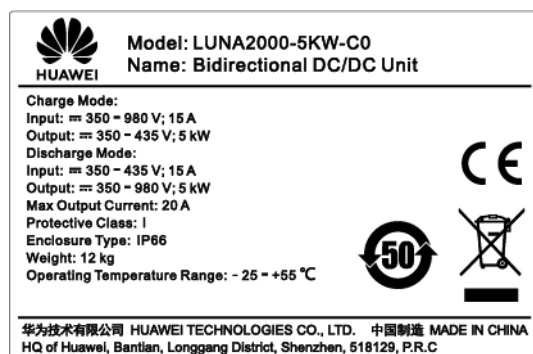 HUAWEI
Model: LUNA2000-5KW-C0
Name: Bidirectional DC/DC Unit
Charge Mode:
Input: ⎓ 350 - 980 V; 15 A
Output: ⎓ 350 - 435 V; 5 kW
Discharge Mode:
Input: ⎓ 350 - 435 V; 15 A
Output: ⎓ 350 - 980 V; 5 kW
Max Output Current: 20 A
Protective Class: I
Enclosure Type: IP66
Weight: 12 kg
Operating Temperature Range: - 25 ~ +55 ℃
CE
50
华为技术有限公司 HUAWEI TECHNOLOGIES CO., LTD. 中国制造 MADE IN CHINA
HQ of Huawei, Bantian, Longgang District, Shenzhen, 518129, P.R.C